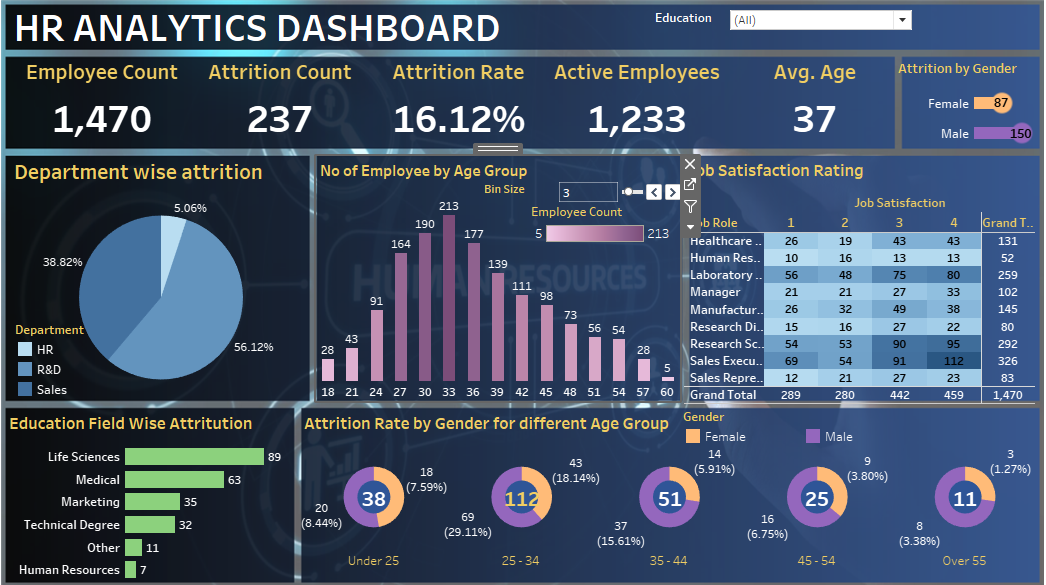 HR ANALYTICS DASHBOARD
Education (All)
Employee Count Attrition Count Attrition Rate Active Employees Avg. Age
1,470 237 16.12% 1,233 37
Attrition by Gender
Female 87
Male 150
Department wise attrition
5.06%
38.82%
56.12%
Department
HR
R&D
Sales
No of Employee by Age Group
Bin Size 3
Employee Count
5 213
28 43 91 164 190 213 177 139 111 98 73 56 54 28 5
18 21 24 27 30 33 36 39 42 45 48 51 54 57 60
HUMAN RESOURCES
ob Satisfaction Rating
Job Satisfaction
ob Role 1 2 3 4 Grand T..
Healthcare .. 26 19 43 43 131
Human Res.. 10 16 13 13 52
Laboratory .. 56 48 75 80 259
Manager 21 21 27 33 102
Manufactur.. 26 32 49 38 145
Research Di.. 15 16 27 22 80
Research Sc.. 54 53 90 95 292
Sales Execu.. 69 54 91 112 326
Sales Repre.. 12 21 27 23 83
Grand Total 289 280 442 459 1,470
Education Field Wise Attritution
Life Sciences 89
Medical 63
Marketing 35
Technical Degree 32
Other 11
Human Resources 7
Attrition Rate by Gender for different Age Group
Gender
Female Male
38
18
(7.59%)
20
(8.44%)
Under 25
112
43
(18.14%)
69
(29.11%)
25 - 34
51
14
(5.91%)
37
(15.61%)
35 - 44
25
9
(3.80%)
16
(6.75%)
45 - 54
11
3
(1.27%)
8
(3.38%)
Over 55